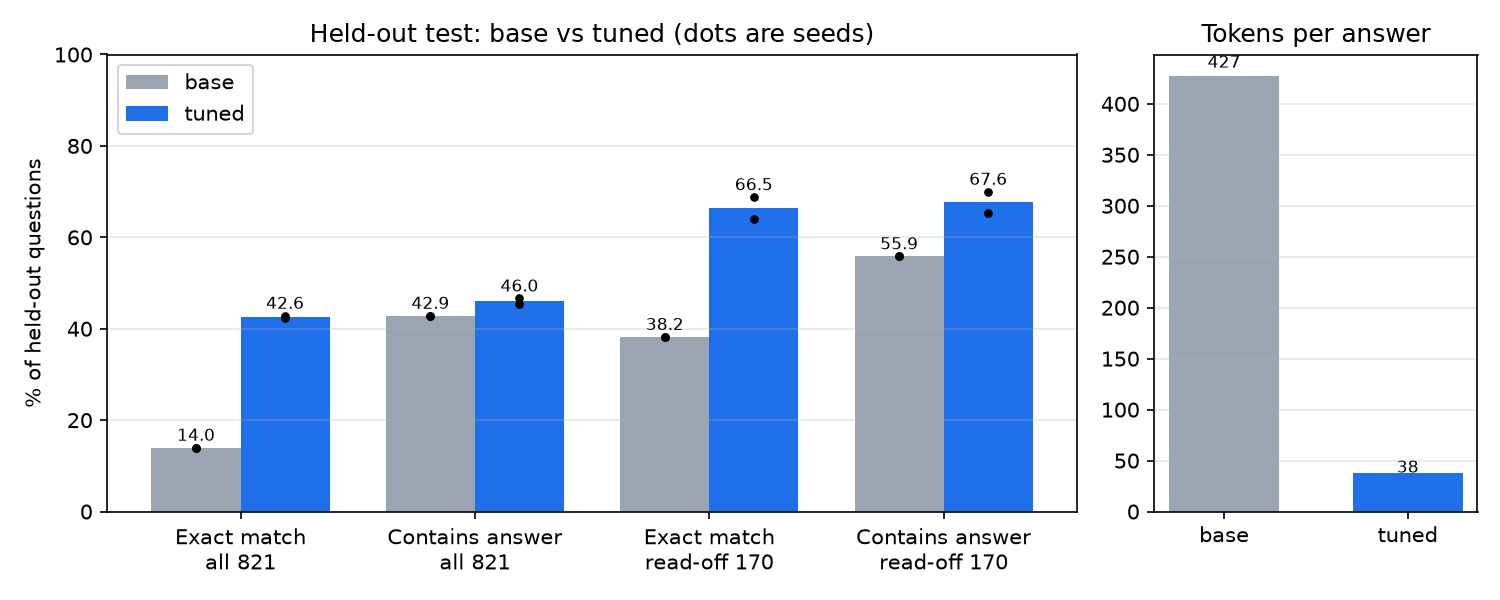 Held-out test: base vs tuned (dots are seeds)
% of held-out questions
100
80
60
40
20
0
base
tuned
14.0
42.6
42.9
46.0
38.2
66.5
55.9
67.6
Exact match
all 821
Contains answer
all 821
Exact match
read-off 170
Contains answer
read-off 170
Tokens per answer
400
350
300
250
200
150
100
50
0
427
38
base
tuned